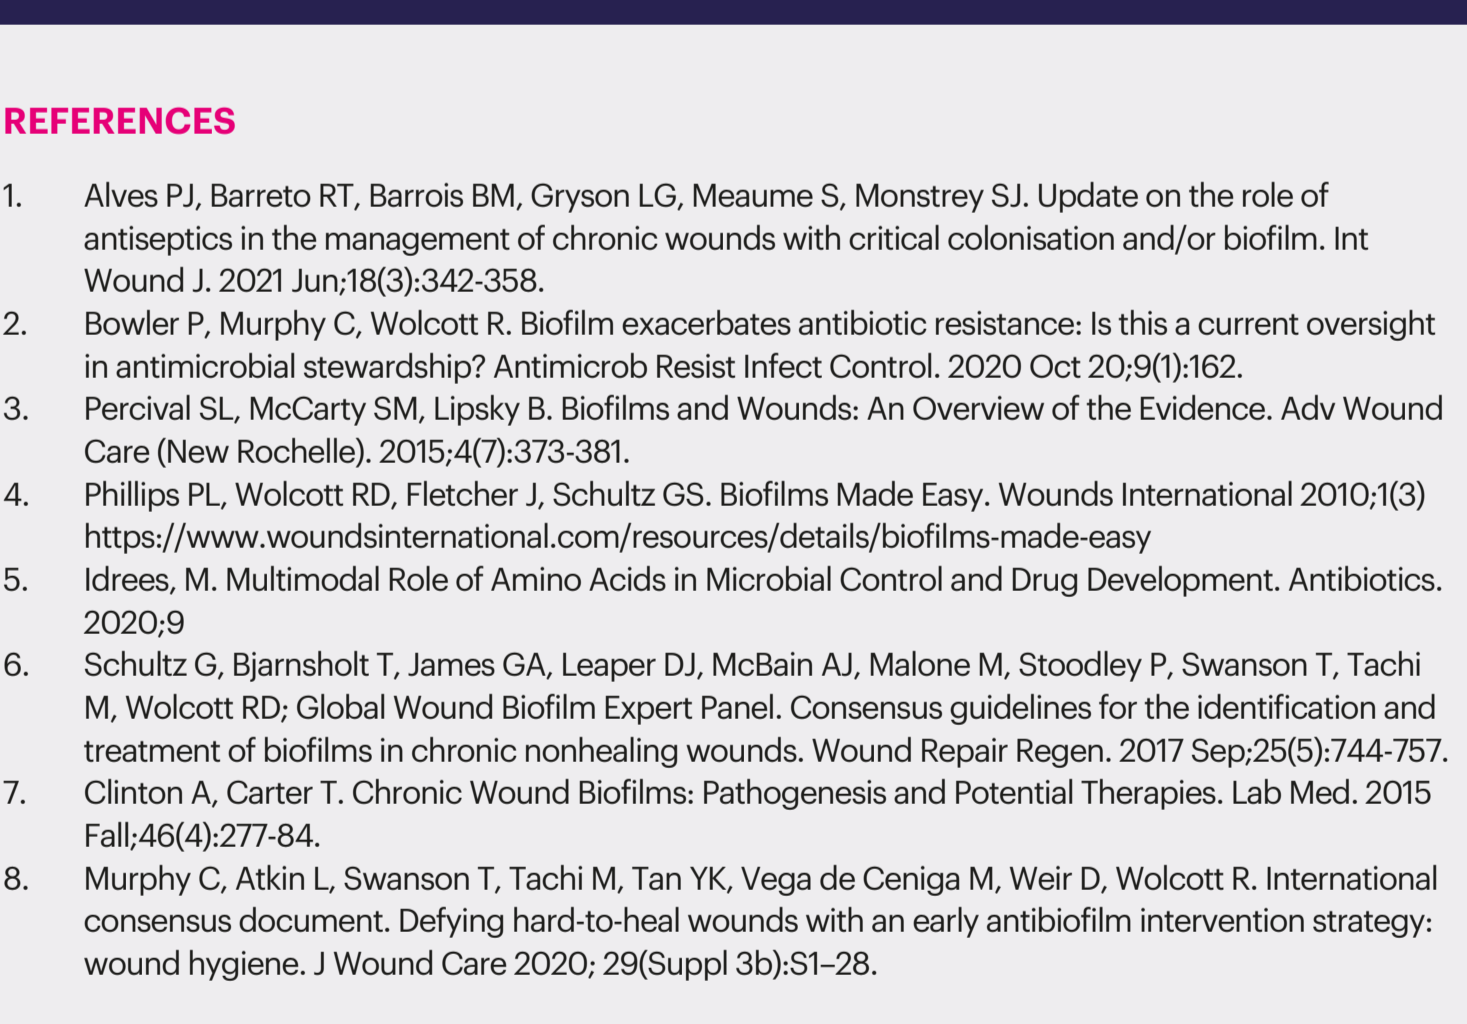 REFERENCES
1. Alves PJ, Barreto RT, Barrois BM, Gryson LG, Meaume S, Monstrey SJ. Update on the role of
antiseptics in the management of chronic wounds with critical colonisation and/or biofilm. Int
Wound J. 2021 Jun;18(3):342-358.
2. Bowler P, Murphy C, Wolcott R. Biofilm exacerbates antibiotic resistance: Is this a current oversight
in antimicrobial stewardship? Antimicrob Resist Infect Control. 2020 Oct 20;9(1):162.
3. Percival SL, McCarty SM, Lipsky B. Biofilms and Wounds: An Overview of the Evidence. Adv Wound
Care (New Rochelle). 2015;4(7):373-381.
4. Phillips PL, Wolcott RD, Fletcher J, Schultz GS. Biofilms Made Easy. Wounds International 2010;1(3)
https://www.woundsinternational.com/resources/details/biofilms-made-easy
5. Idrees, M. Multimodal Role of Amino Acids in Microbial Control and Drug Development. Antibiotics.
2020;9
6. Schultz G, Bjarnsholt T, James GA, Leaper DJ, McBain AJ, Malone M, Stoodley P, Swanson T, Tachi
M, Wolcott RD; Global Wound Biofilm Expert Panel. Consensus guidelines for the identification and
treatment of biofilms in chronic nonhealing wounds. Wound Repair Regen. 2017 Sep;25(5):744-757.
7. Clinton A, Carter T. Chronic Wound Biofilms: Pathogenesis and Potential Therapies. Lab Med. 2015
Fall;46(4):277-84.
8. Murphy C, Atkin L, Swanson T, Tachi M, Tan YK, Vega de Ceniga M, Weir D, Wolcott R. International
consensus document. Defying hard-to-heal wounds with an early antibiofilm intervention strategy:
wound hygiene. J Wound Care 2020; 29(Suppl 3b):S1–28.